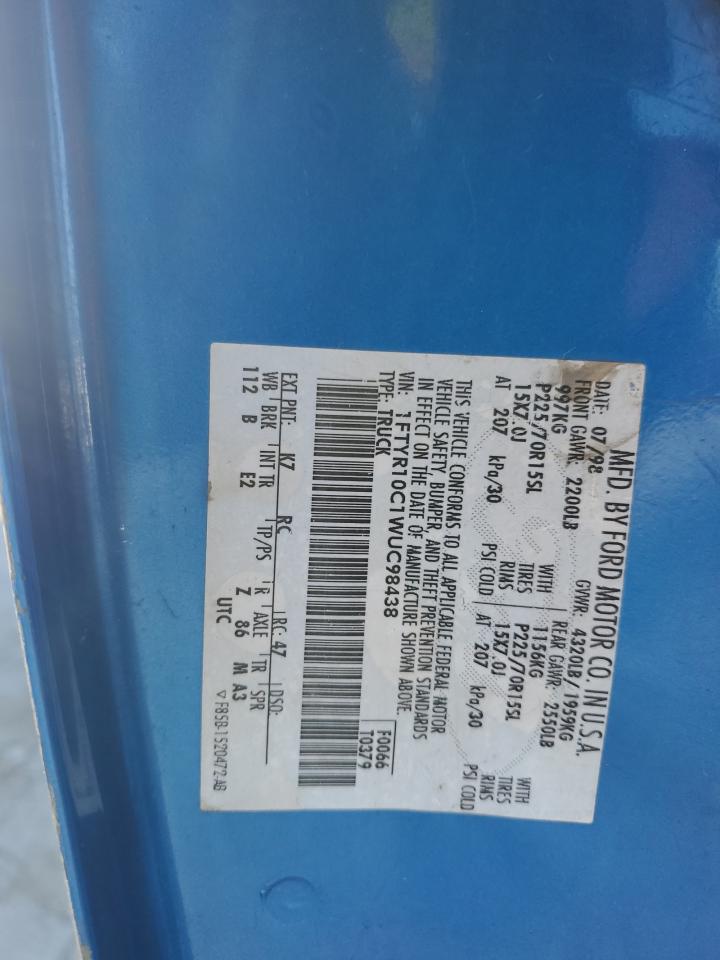 MFD. BY FORD MOTOR CO. IN U.S.A.
DATE: 07/98 GVWR: 4320LB/1959KG
FRONT GAWR: 2200LB REAR GAWR: 2550LB
997KG WITH 1156KG WITH
P225/70R15SL TIRES P225/70R15SL TIRES
15X7.0J RIMS 15X7.0J RIMS
AT 207 kPa/30 PSI COLD AT 207 kPa/30 PSI COLD
THIS VEHICLE CONFORMS TO ALL APPLICABLE FEDERAL MOTOR
VEHICLE SAFETY, BUMPER, AND THEFT PREVENTION STANDARDS
IN EFFECT ON THE DATE OF MANUFACTURE SHOWN ABOVE.
VIN: 1FTYR10C1WUC98438 F0066
TYPE: TRUCK T0379
EXT PNT: K7 RC: 47 DSO:
WB BRK INT TR TP/PS R AXLE TR SPR
112 B E2 Z 86 M A3
UTC ▽ F85B-1520472-AB